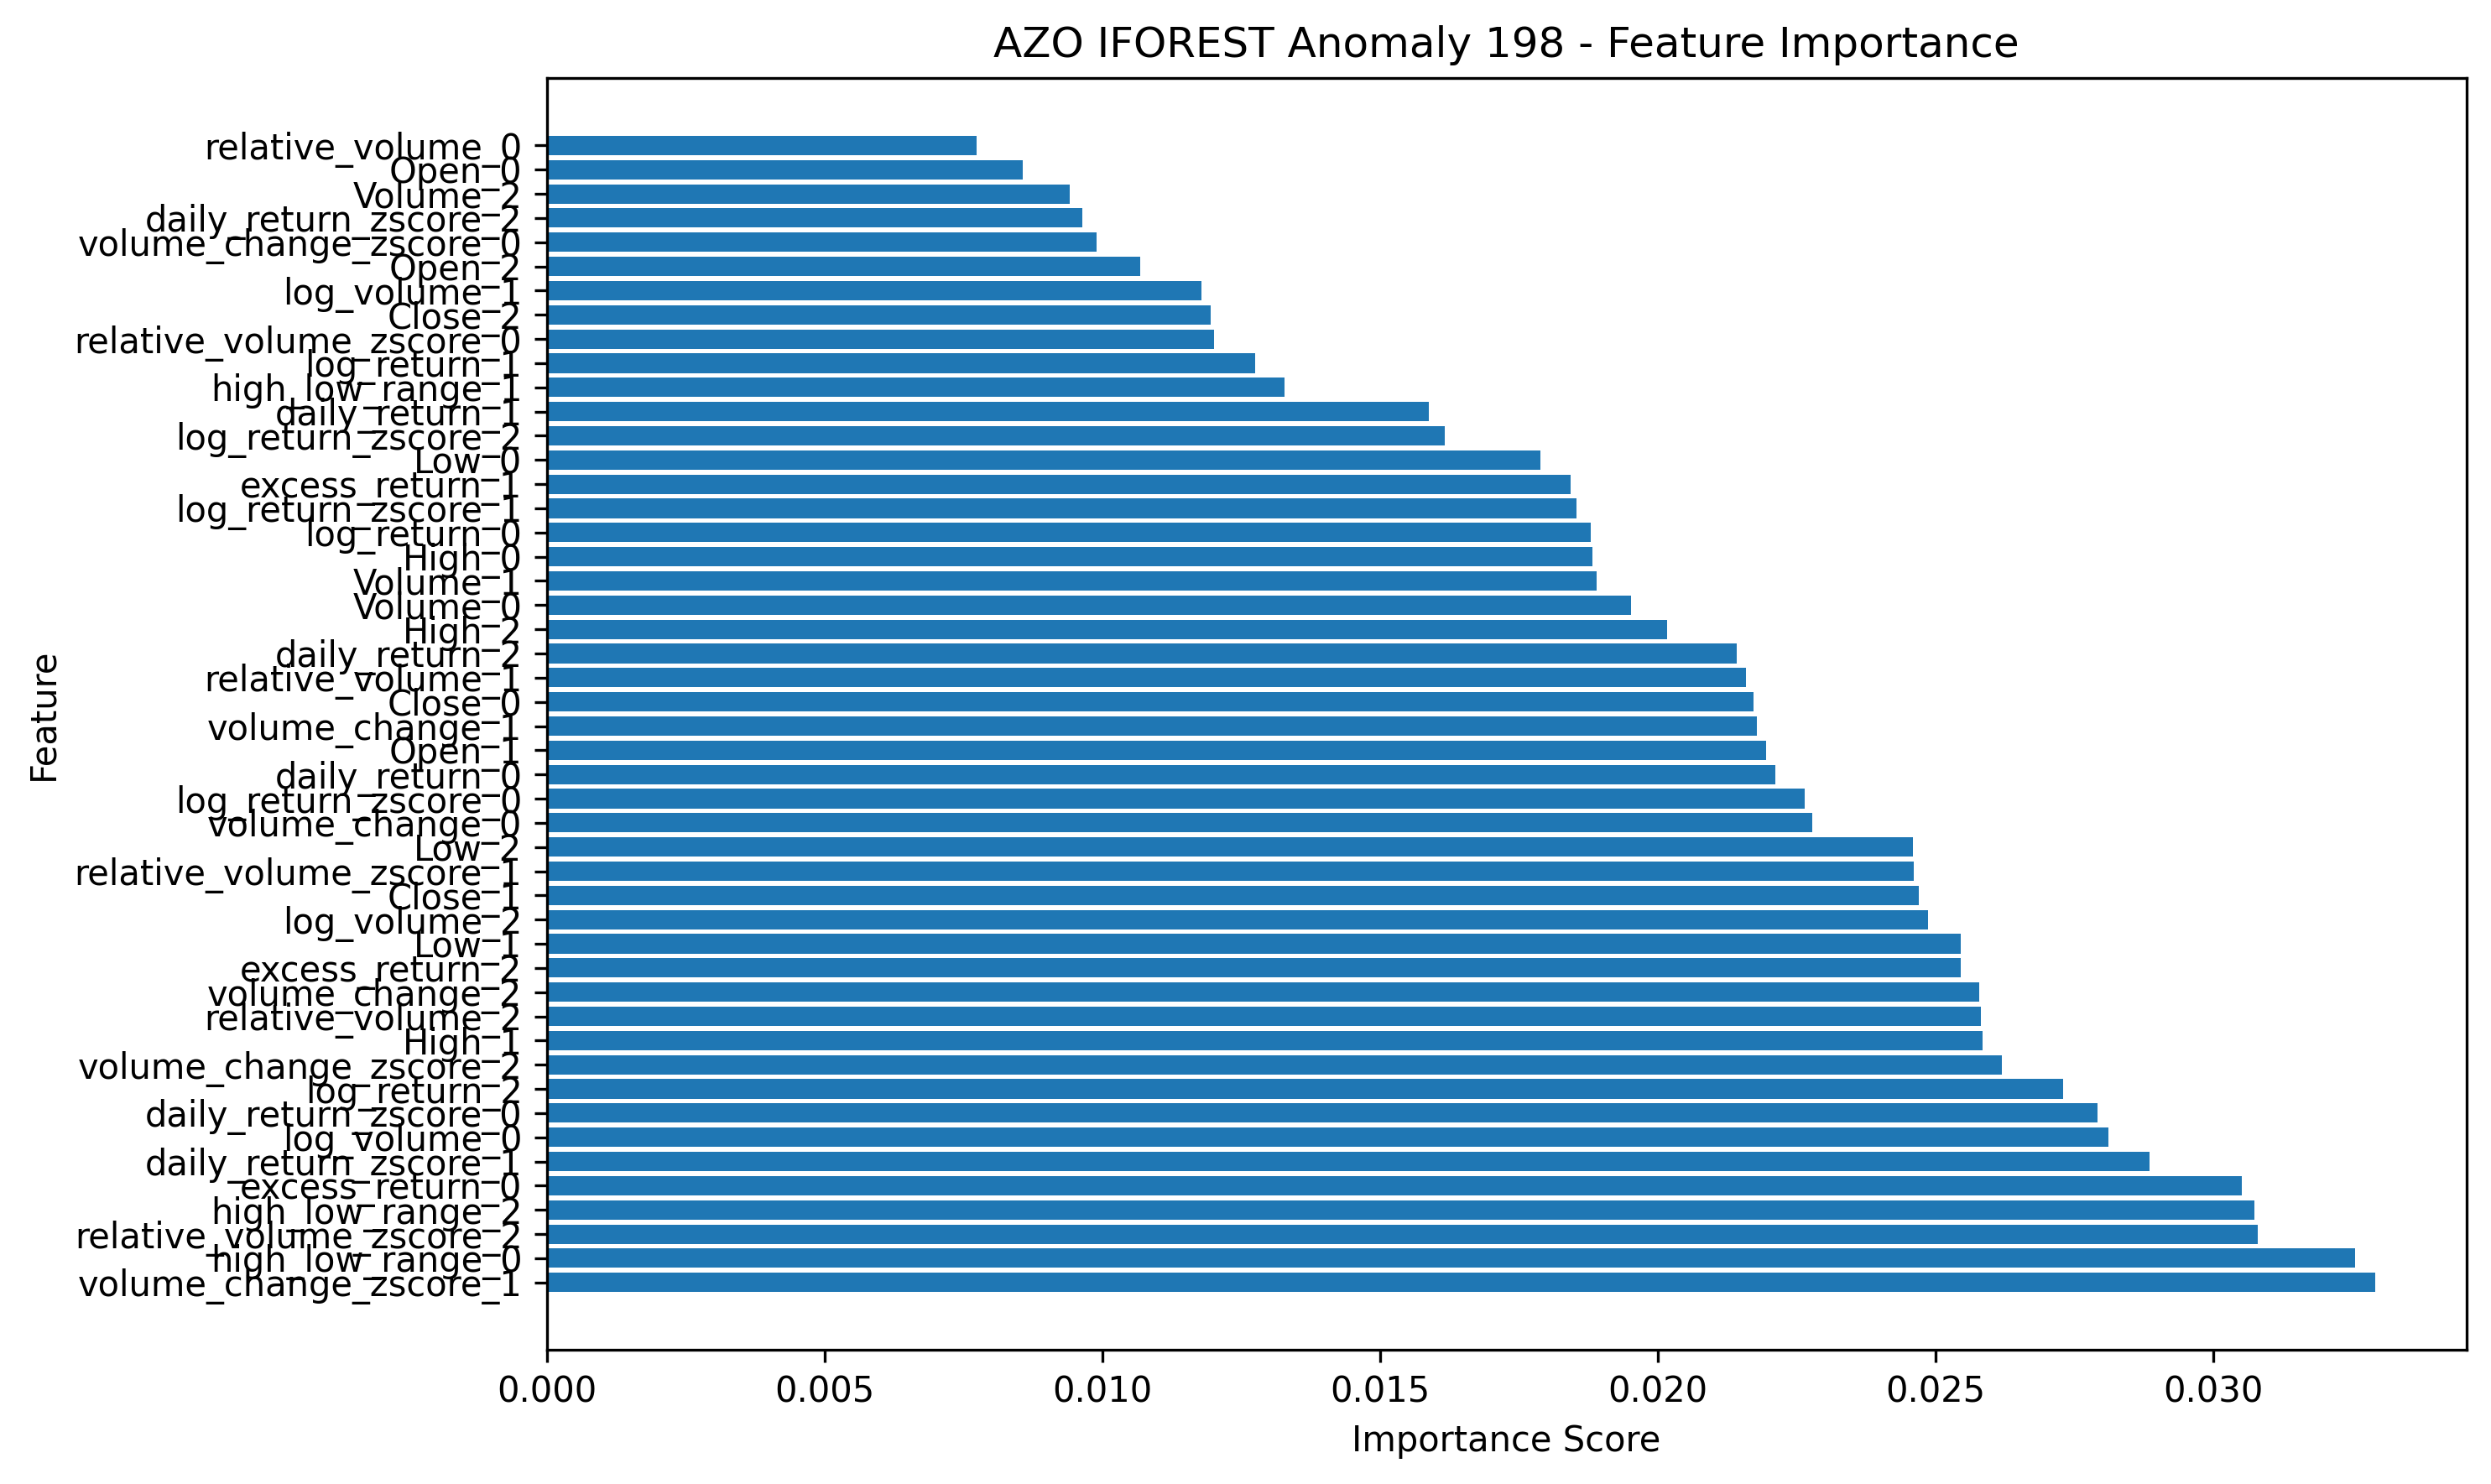 AZO IFOREST Anomaly 198 - Feature Importance
relative_volume_0
Open_0
Volume_2
daily_return_zscore_2
volume_change_zscore_0
Open_2
log_volume_1
Close_2
relative_volume_zscore_0
log_return_1
high_low_range_1
daily_return_1
log_return_zscore_2
Low_0
excess_return_1
log_return_zscore_1
log_return_0
High_0
Volume_1
Volume_0
High_2
daily_return_2
relative_volume_1
Close_0
volume_change_1
Open_1
daily_return_0
log_return_zscore_0
volume_change_0
Low_2
relative_volume_zscore_1
Close_1
log_volume_2
Low_1
excess_return_2
volume_change_2
relative_volume_2
High_1
volume_change_zscore_2
log_return_2
daily_return_zscore_0
log_volume_0
daily_return_zscore_1
excess_return_0
high_low_range_2
relative_volume_zscore_2
high_low_range_0
volume_change_zscore_1
Feature
0.000 0.005 0.010 0.015 0.020 0.025 0.030
Importance Score